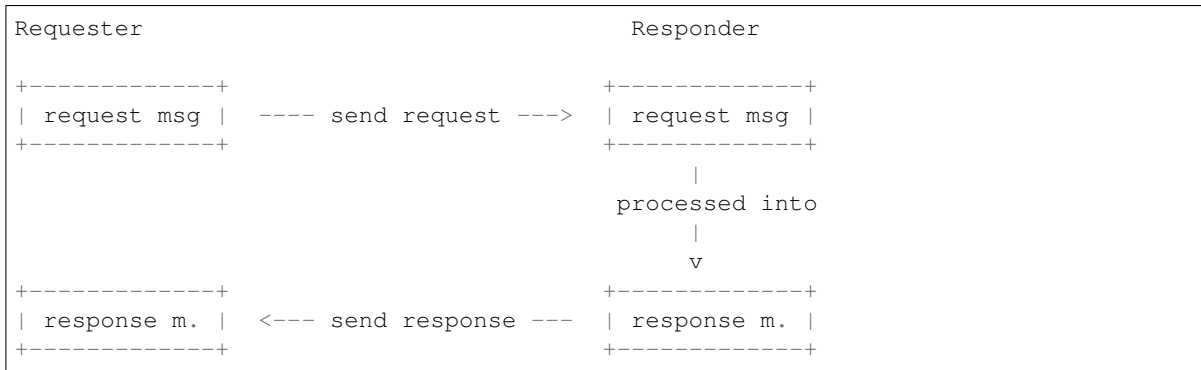 Requester                                 Responder
+-------------+                         +-------------+
| request msg |  ---- send request --->  | request msg |
+-------------+                         +-------------+
|
processed into
|
v
+-------------+                         +-------------+
| response m. |  <--- send response ---  | response m. |
+-------------+                         +-------------+